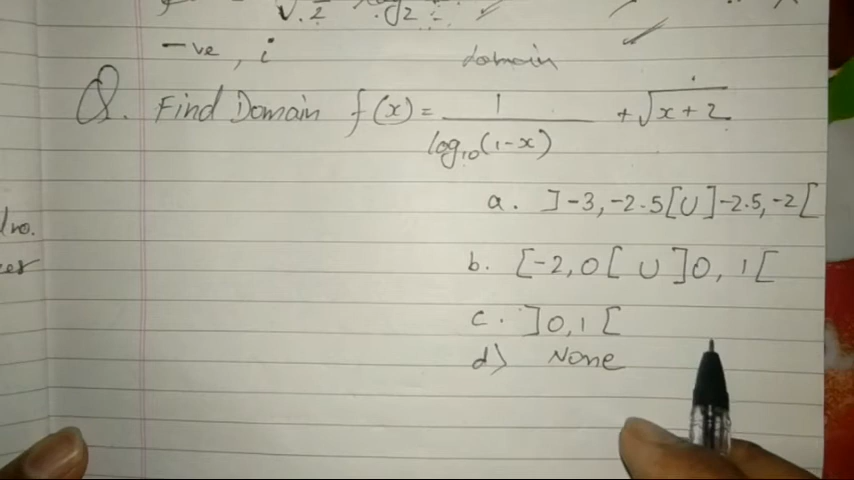 -ve, i
domain
Q. Find Domain f(x) = 1 / log₁₀(1-x) + √x+2
a. ]-3, -2.5[ U ]-2.5, -2[
b. [-2, 0[ U ]0, 1[
c. ]0, 1[
d) None